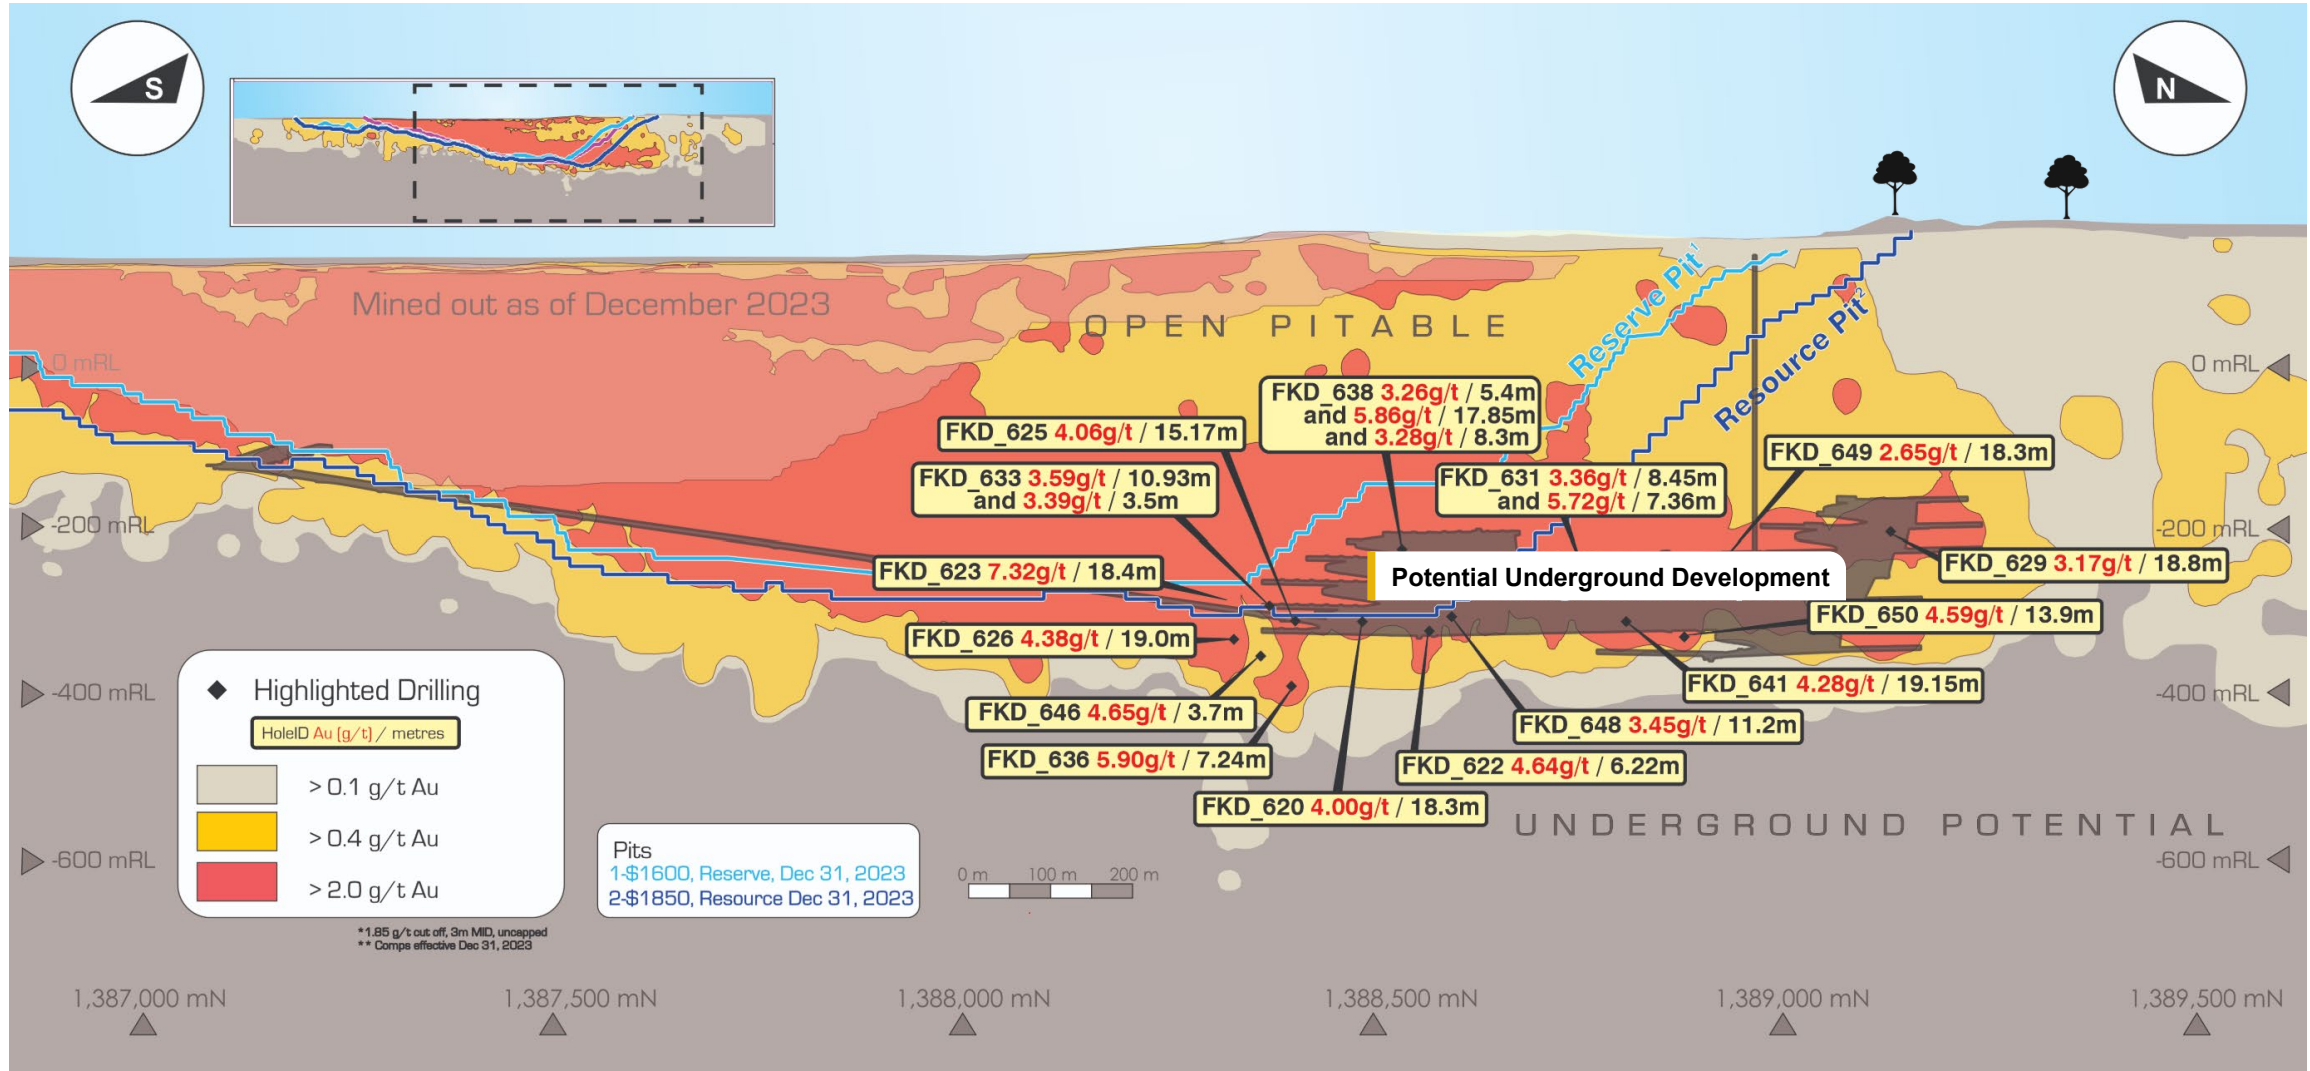 S
N
Mined out as of December 2023
OPEN PITABLE
Reserve Pit¹
Resource Pit²
0 mRL
0 mRL
-200 mRL
-200 mRL
-400 mRL
-400 mRL
-600 mRL
-600 mRL
FKD_638 3.26g/t / 5.4m
and 5.86g/t / 17.85m
and 3.28g/t / 8.3m
FKD_625 4.06g/t / 15.17m
FKD_633 3.59g/t / 10.93m
and 3.39g/t / 3.5m
FKD_631 3.36g/t / 8.45m
and 5.72g/t / 7.36m
FKD_649 2.65g/t / 18.3m
FKD_623 7.32g/t / 18.4m
Potential Underground Development
FKD_629 3.17g/t / 18.8m
FKD_650 4.59g/t / 13.9m
FKD_626 4.38g/t / 19.0m
FKD_641 4.28g/t / 19.15m
FKD_646 4.65g/t / 3.7m
FKD_648 3.45g/t / 11.2m
FKD_636 5.90g/t / 7.24m
FKD_622 4.64g/t / 6.22m
FKD_620 4.00g/t / 18.3m
UNDERGROUND POTENTIAL
Highlighted Drilling
HoleID Au (g/t) / metres
> 0.1 g/t Au
> 0.4 g/t Au
> 2.0 g/t Au
*1.85 g/t cut off, 3m MID, uncapped
** Comps effective Dec 31, 2023
Pits
1-$1600, Reserve, Dec 31, 2023
2-$1850, Resource Dec 31, 2023
0 m 100 m 200 m
1,387,000 mN
1,387,500 mN
1,388,000 mN
1,388,500 mN
1,389,000 mN
1,389,500 mN